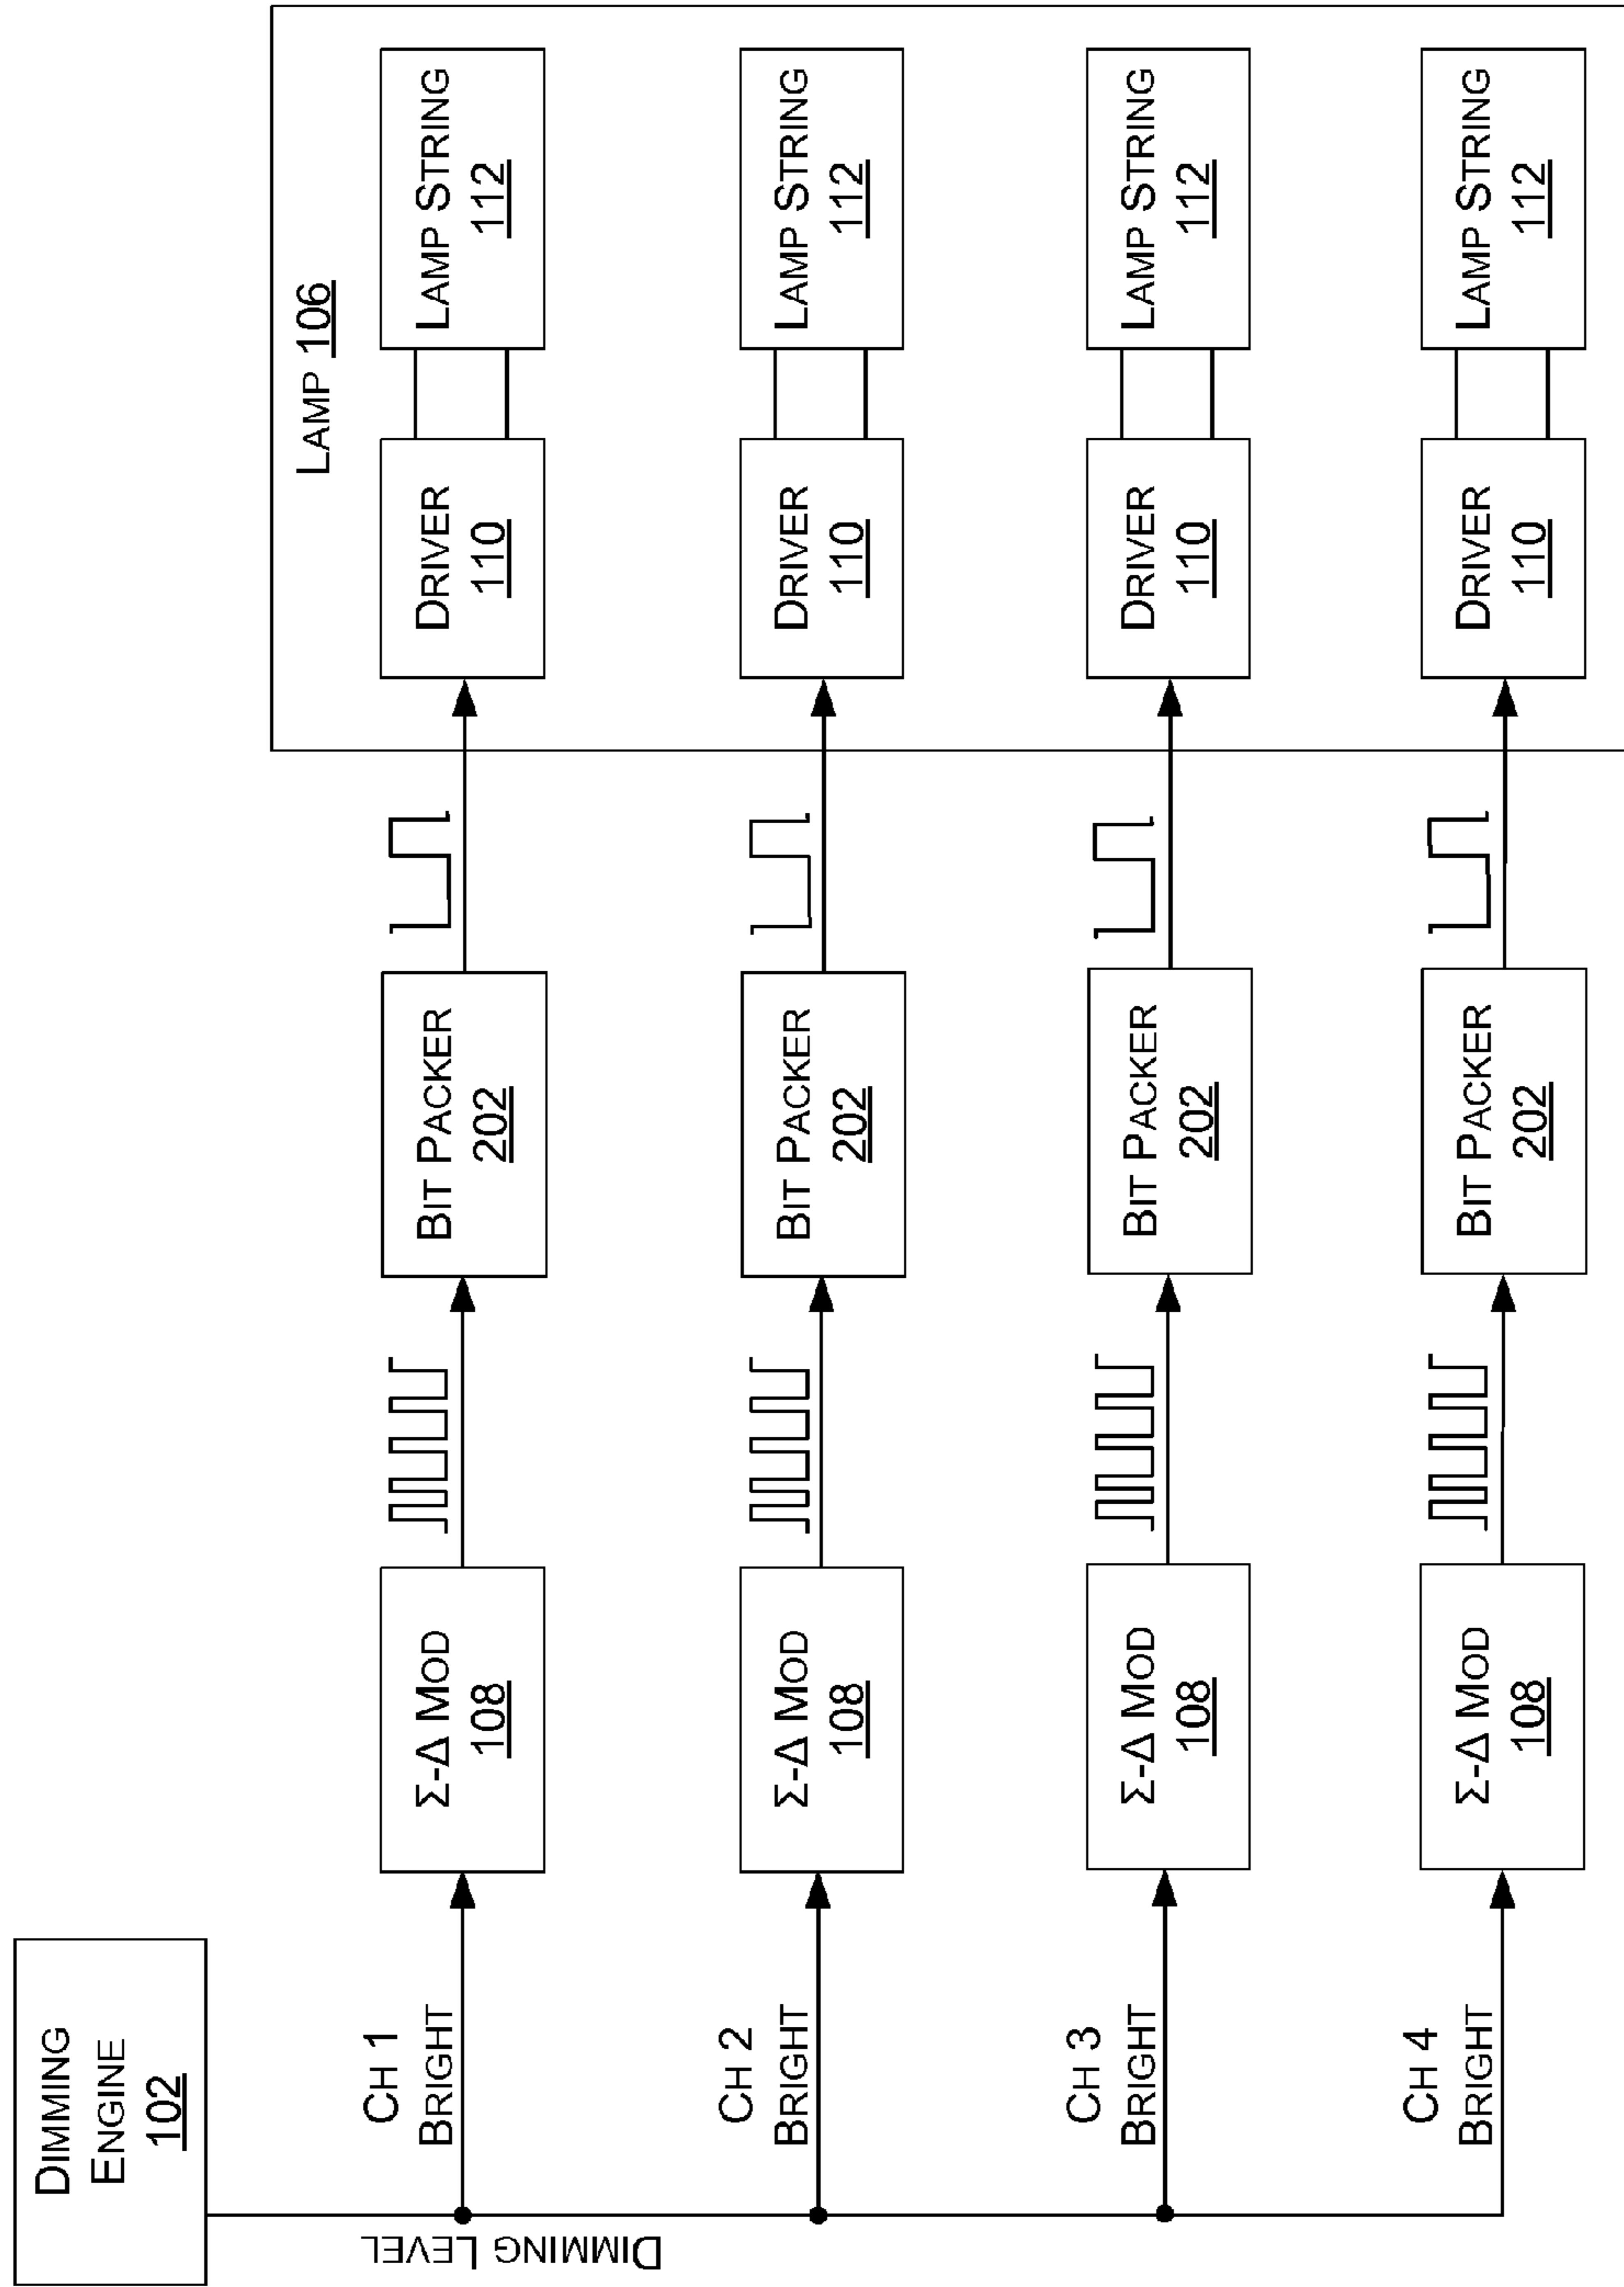 DIMMING
ENGINE
102
DIMMING LEVEL
LAMP 106
CH 1
BRIGHT
Σ-Δ MOD
108
BIT PACKER
202
DRIVER
110
LAMP STRING
112
CH 2
BRIGHT
Σ-Δ MOD
108
BIT PACKER
202
DRIVER
110
LAMP STRING
112
CH 3
BRIGHT
Σ-Δ MOD
108
BIT PACKER
202
DRIVER
110
LAMP STRING
112
CH 4
BRIGHT
Σ-Δ MOD
108
BIT PACKER
202
DRIVER
110
LAMP STRING
112